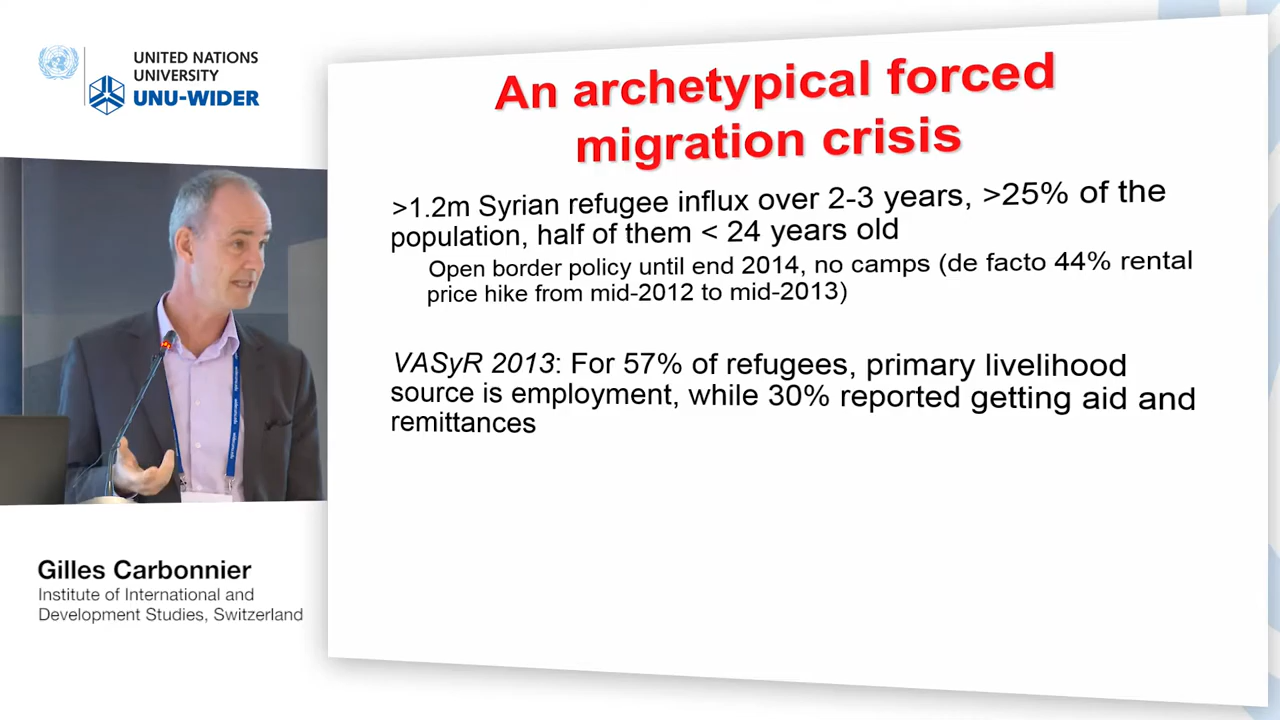 UNITED NATIONS
UNIVERSITY
UNU-WIDER
An archetypical forced
migration crisis
>1.2m Syrian refugee influx over 2-3 years, >25% of the
population, half of them < 24 years old
Open border policy until end 2014, no camps (de facto 44% rental
price hike from mid-2012 to mid-2013)
VASyR 2013: For 57% of refugees, primary livelihood
source is employment, while 30% reported getting aid and
remittances
Gilles Carbonnier
Institute of International and
Development Studies, Switzerland